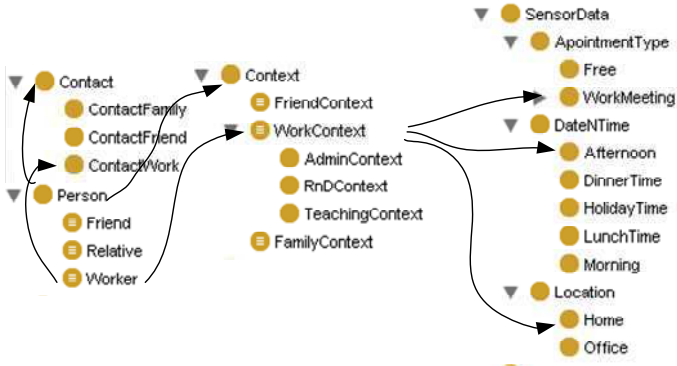 Contact
ContactFamily
ContactFriend
ContactWork
Person
Friend
Relative
Worker
Context
FriendContext
WorkContext
AdminContext
RnDContext
TeachingContext
FamilyContext
SensorData
ApointmentType
Free
WorkMeeting
DateNTime
Afternoon
DinnerTime
HolidayTime
LunchTime
Morning
Location
Home
Office